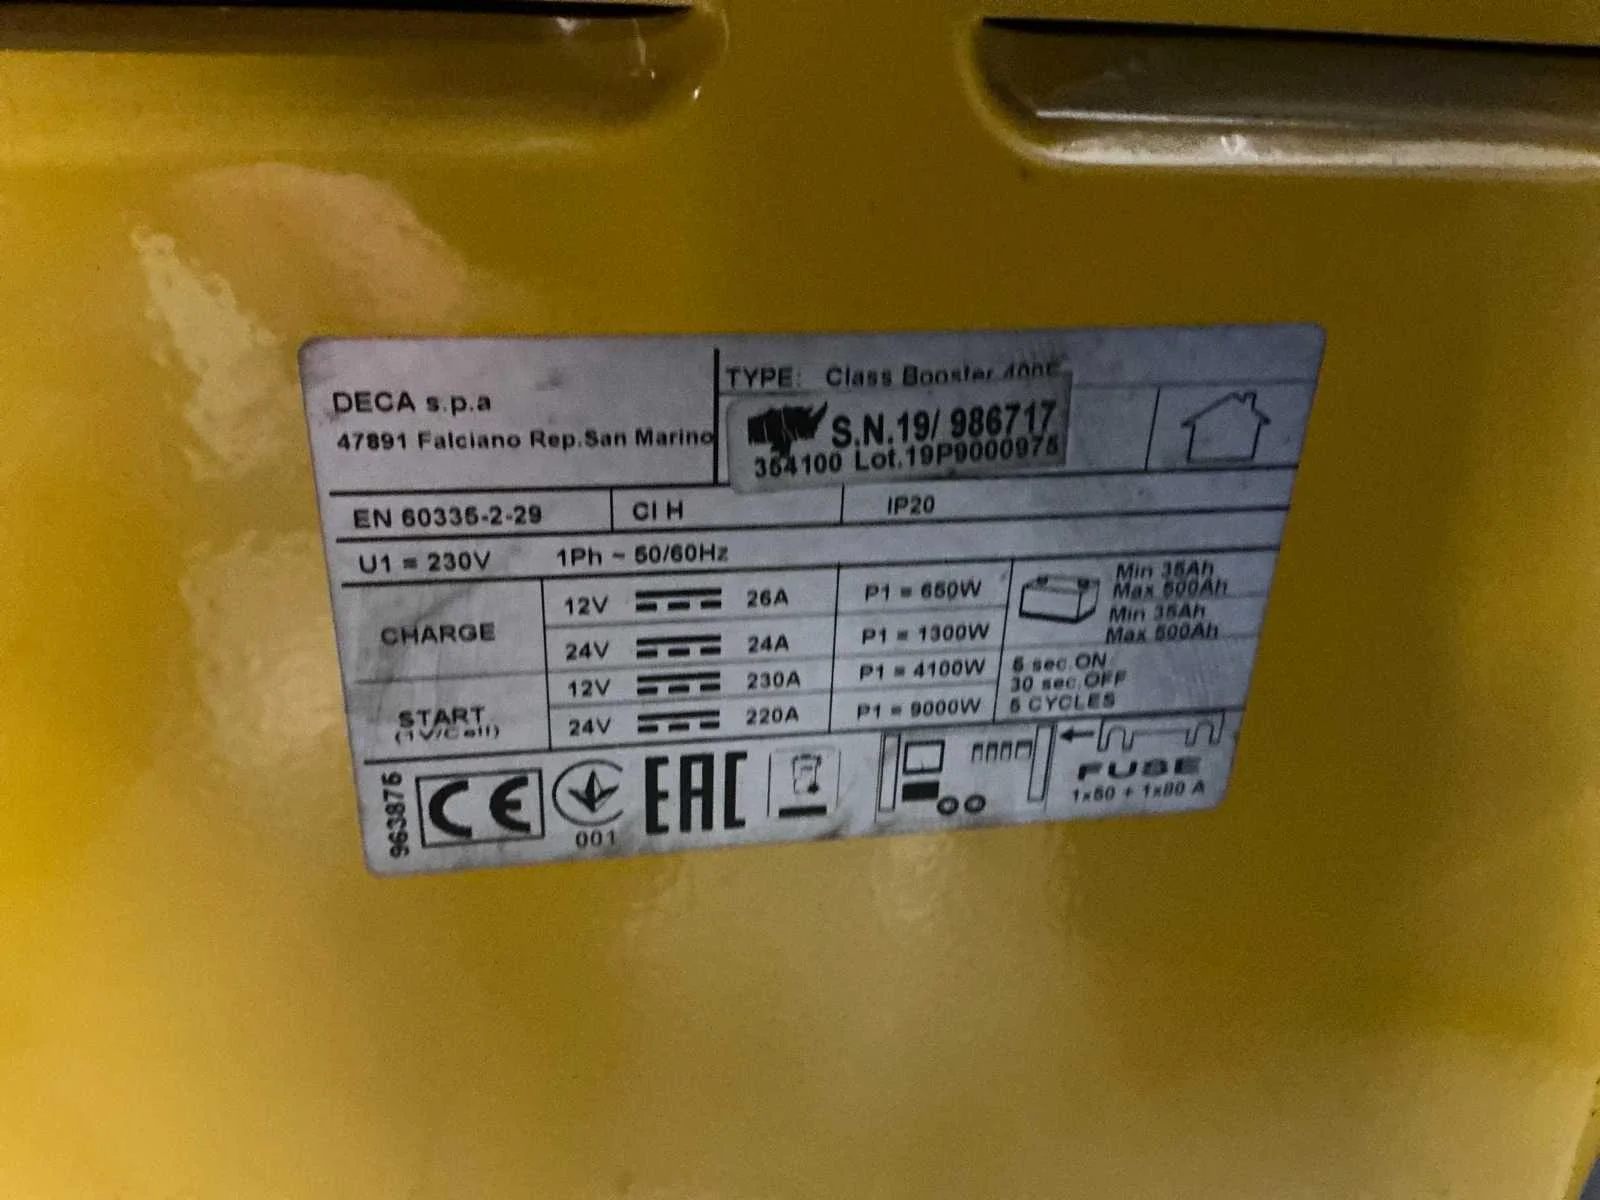 DECA s.p.a
47891 Falciano Rep.San Marino
TYPE: Class Booster 400E
S.N.19/ 986717
354100 Lot.19P9000975
EN 60335-2-29
Cl H
IP20
U1 = 230V 1Ph ~ 50/60Hz
CHARGE
12V 26A P1 = 650W
24V 24A P1 = 1300W
Min 35Ah
Max 500Ah
Min 35Ah
Max 500Ah
START
(1V/Cell)
12V 230A P1 = 4100W
24V 220A P1 = 9000W
5 sec.ON
30 sec.OFF
5 CYCLES
963875
CE
001
EAC
FUSE
1x50 + 1x80 A